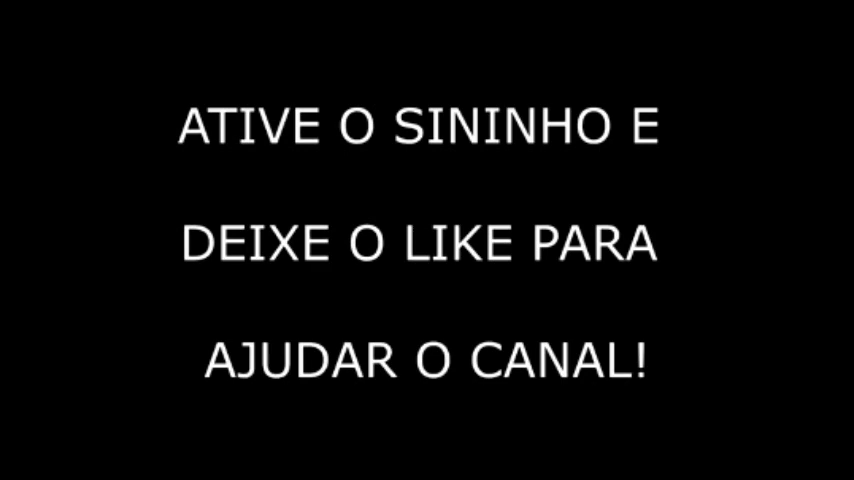 ATIVE O SININHO E
DEIXE O LIKE PARA
AJUDAR O CANAL!